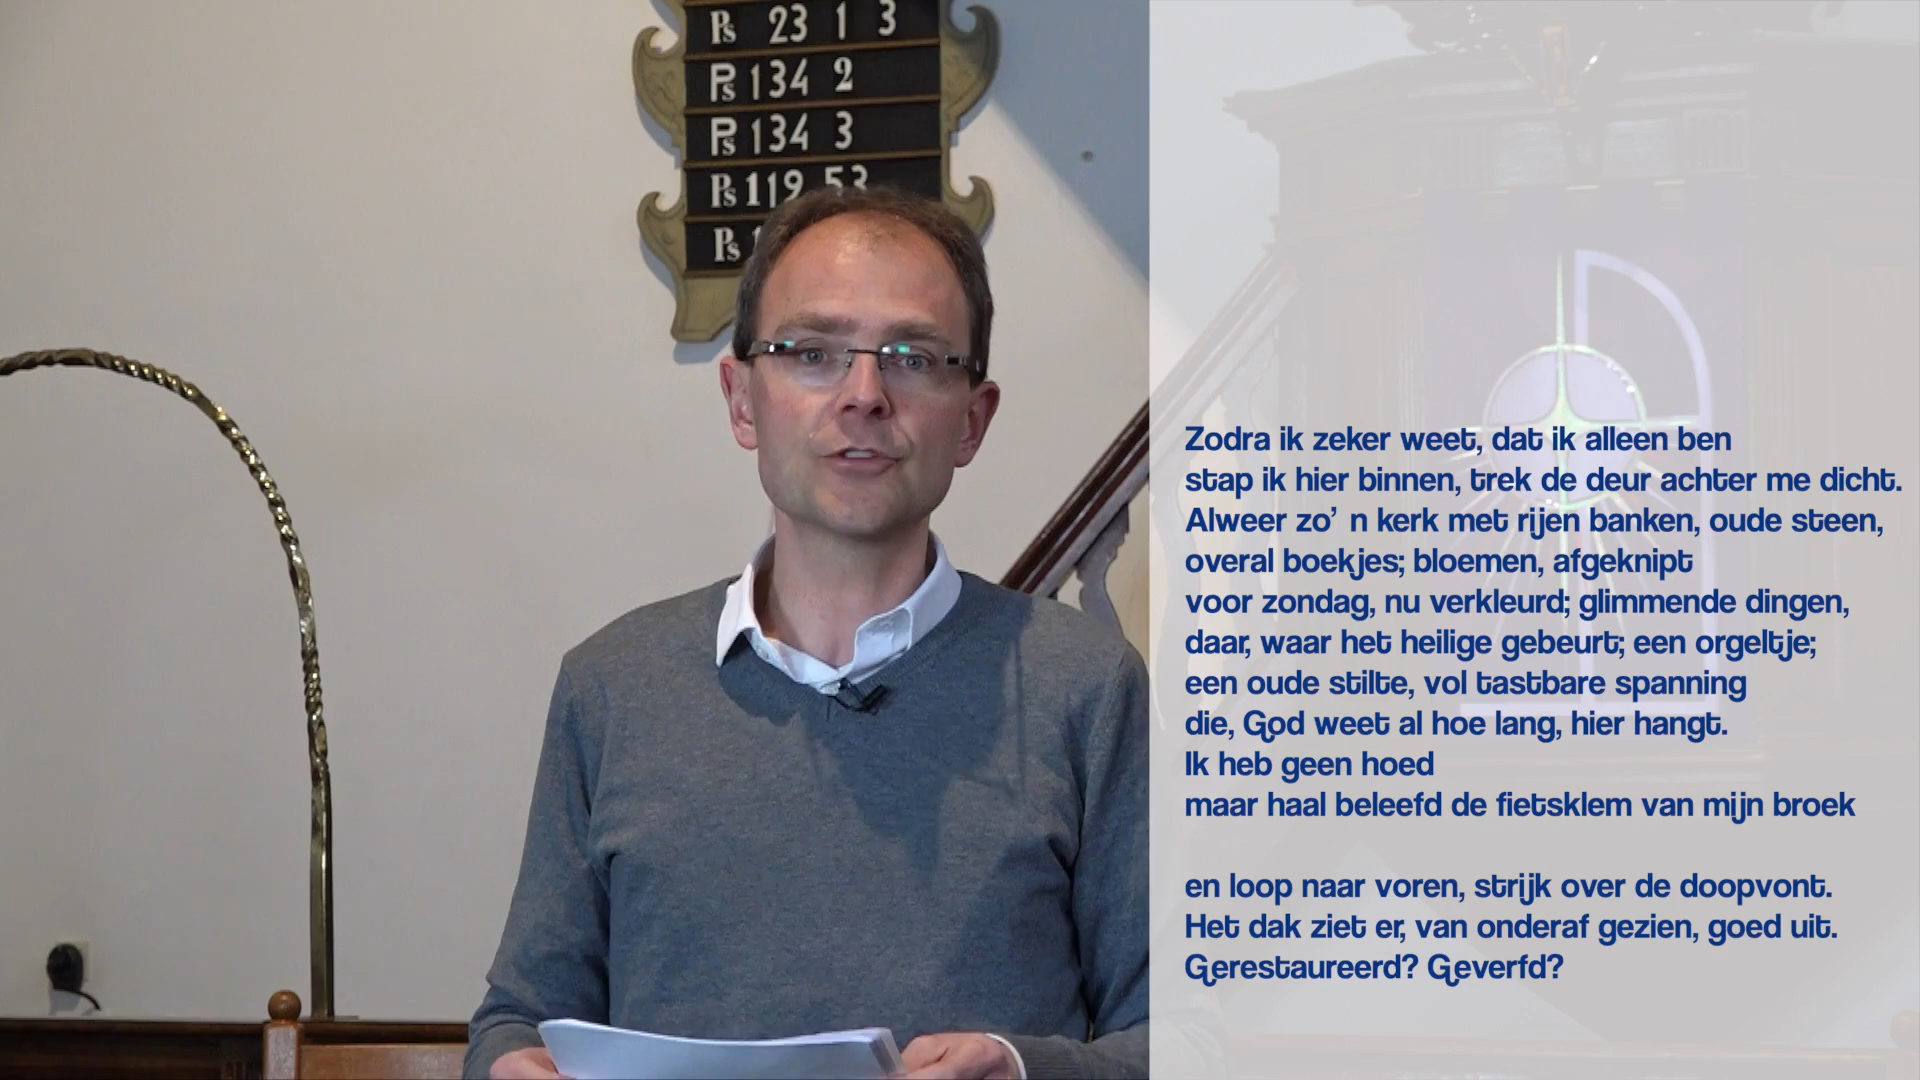 Ps 23 1 3
Ps 134 2
Ps 134 3
Ps 119 53
Ps
Zodra ik zeker weet, dat ik alleen ben
stap ik hier binnen, trek de deur achter me dicht.
Alweer zo’ n kerk met rijen banken, oude steen,
overal boekjes; bloemen, afgeknipt
voor zondag, nu verkleurd; glimmende dingen,
daar, waar het heilige gebeurt; een orgeltje;
een oude stilte, vol tastbare spanning
die, God weet al hoe lang, hier hangt.
Ik heb geen hoed
maar haal beleefd de fietsklem van mijn broek
en loop naar voren, strijk over de doopvont.
Het dak ziet er, van onderaf gezien, goed uit.
Gerestaureerd? Geverfd?